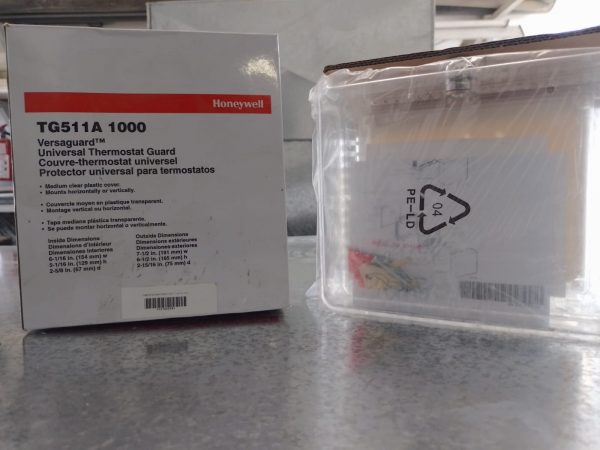 Honeywell
TG511A 1000
Versaguard™
Universal Thermostat Guard
Couvre-thermostat universel
Protector universal para termostatos
• Medium clear plastic cover.
• Mounts horizontally or vertically.
• Couvercle moyen en plastique transparent.
• Montage vertical ou horizontal.
• Tapa mediana plástica transparente.
• Se puede montar horizontal o verticalmente.
Inside Dimensions
Dimensions d'intérieur
Dimensiones interiores
6-1/16 in. (154 mm) w
5-1/16 in. (129 mm) h
2-5/8 in. (67 mm) d
Outside Dimensions
Dimensions extérieures
Dimensiones exteriores
7-1/2 in. (191 mm) w
6-1/2 in. (165 mm) h
2-15/16 in. (75 mm) d
04
PE-LD